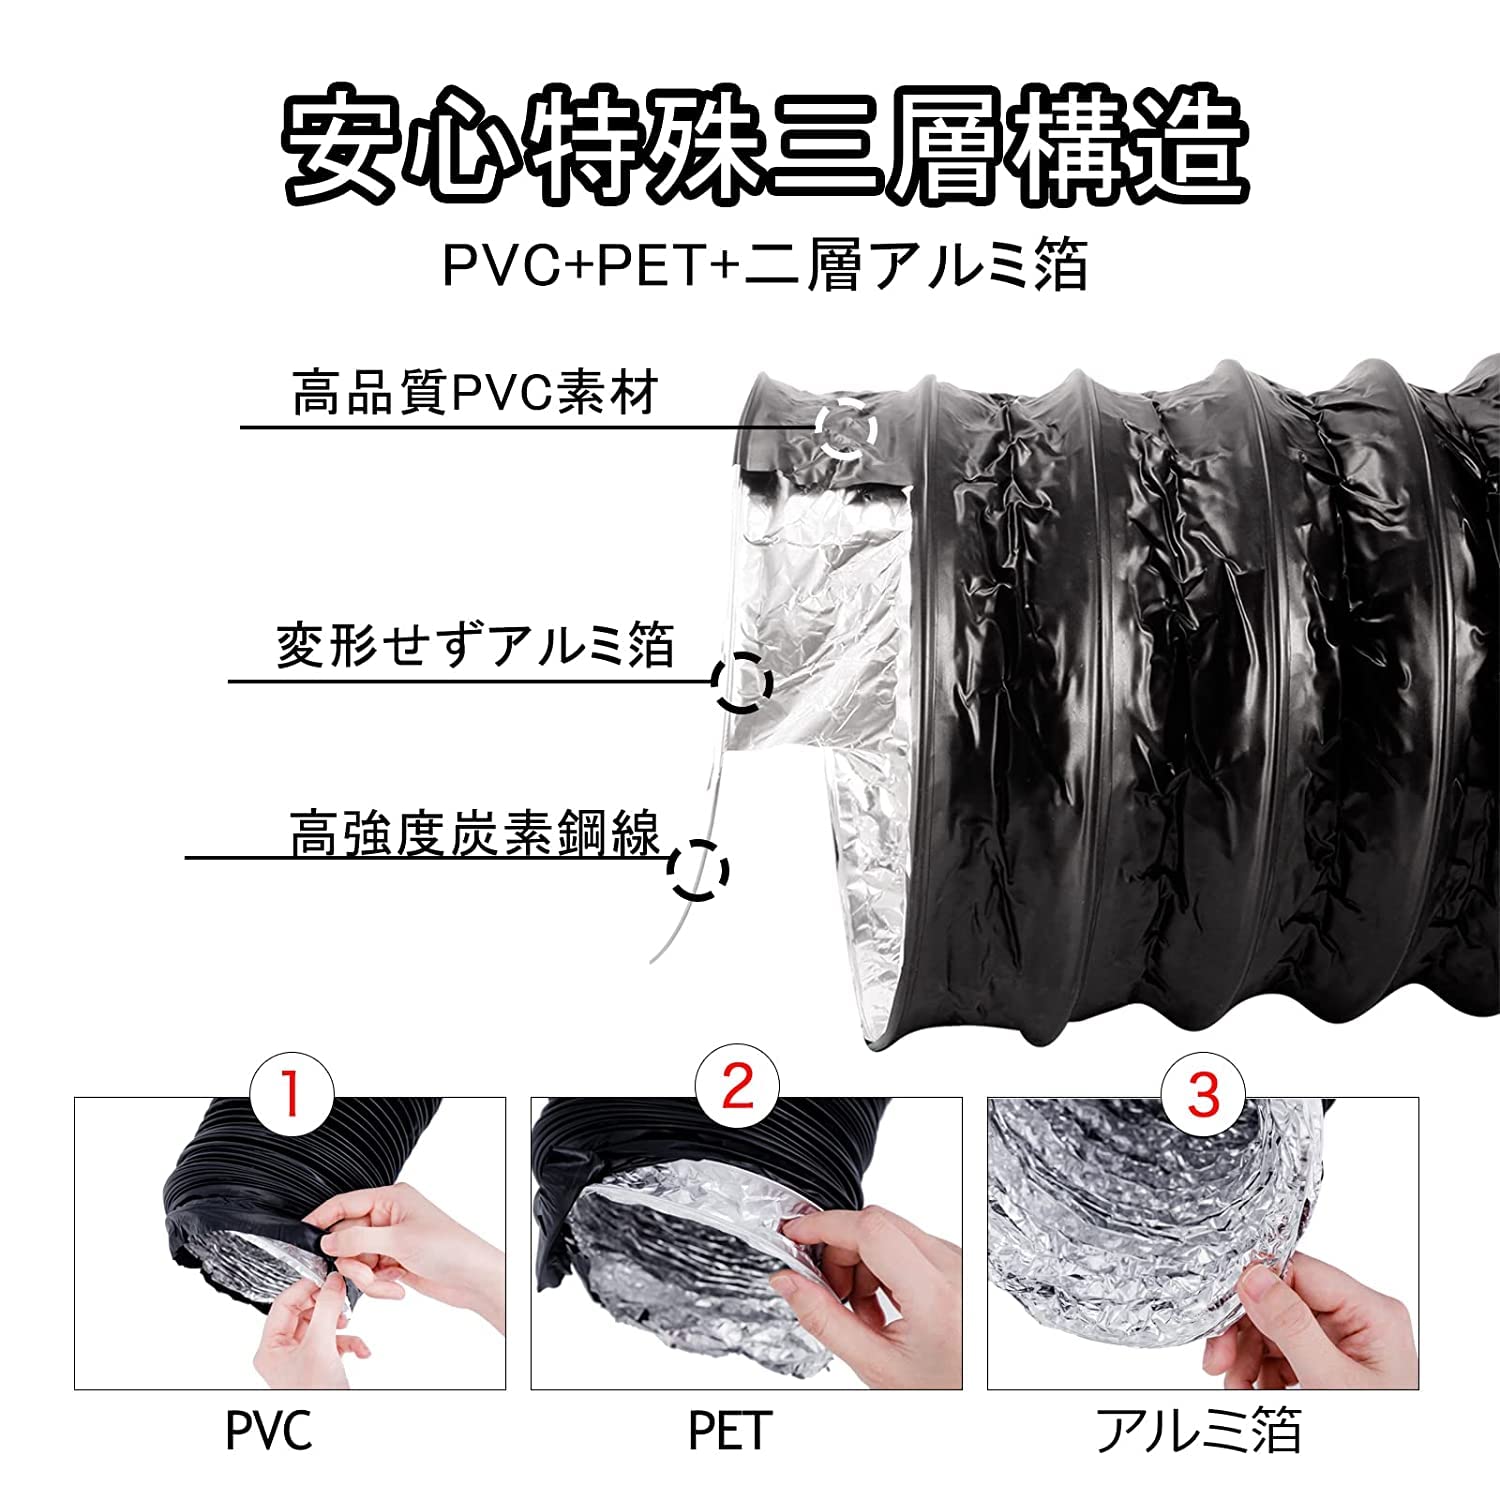 安心特殊三層構造
PVC+PET+二層アルミ箔
高品質PVC素材
変形せずアルミ箔
高強度炭素鋼線
1
2
3
PVC
PET
アルミ箔